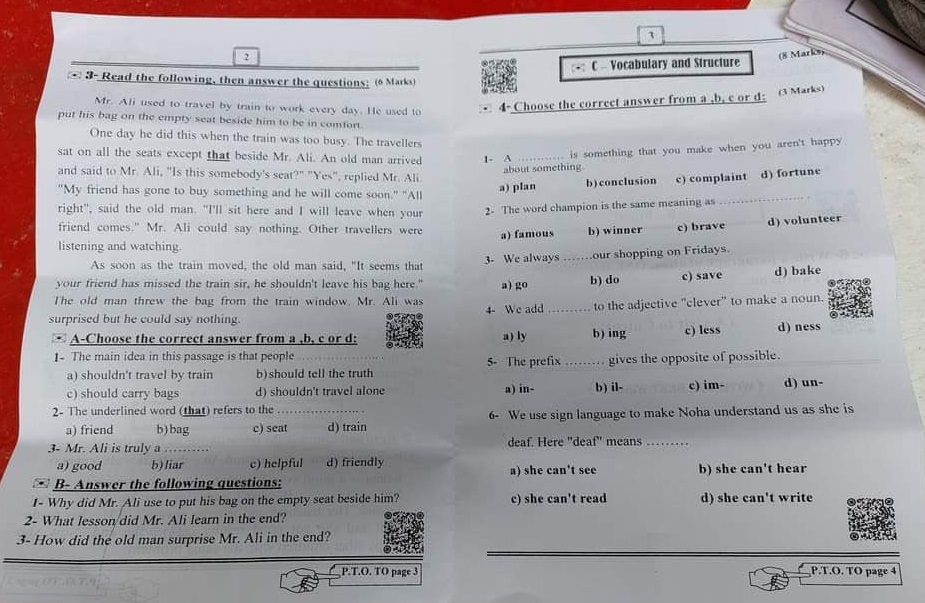 2
3- Read the following, then answer the questions: (6 Marks)
Mr. Ali used to travel by train to work every day. He used to
put his bag on the empty seat beside him to be in comfort.
One day he did this when the train was too busy. The travellers
sat on all the seats except that beside Mr. Ali. An old man arrived
and said to Mr. Ali, "Is this somebody's seat?" "Yes", replied Mr. Ali.
"My friend has gone to buy something and he will come soon." "All
right", said the old man. "I'll sit here and I will leave when your
friend comes." Mr. Ali could say nothing. Other travellers were
listening and watching.
As soon as the train moved, the old man said, "It seems that
your friend has missed the train sir, he shouldn't leave his bag here."
The old man threw the bag from the train window. Mr. Ali was
surprised but he could say nothing.
A-Choose the correct answer from a ,b, c or d:
1- The main idea in this passage is that people ....................
a) shouldn't travel by train b) should tell the truth
c) should carry bags d) shouldn't travel alone
2- The underlined word (that) refers to the .................... .
a) friend b) bag c) seat d) train
3- Mr. Ali is truly a ..........
a) good b) liar c) helpful d) friendly
B- Answer the following questions:
1- Why did Mr. Ali use to put his bag on the empty seat beside him?
2- What lesson did Mr. Ali learn in the end?
3- How did the old man surprise Mr. Ali in the end?
P.T.O. TO page 3
3
C - Vocabulary and Structure (8 Marks)
4- Choose the correct answer from a ,b, c or d: (3 Marks)
1- A ............ is something that you make when you aren't happy
about something.
a) plan b) conclusion c) complaint d) fortune
2- The word champion is the same meaning as .................... .
a) famous b) winner c) brave d) volunteer
3- We always .......our shopping on Fridays.
a) go b) do c) save d) bake
4- We add ........... to the adjective "clever" to make a noun.
a) ly b) ing c) less d) ness
5- The prefix ......... gives the opposite of possible.
a) in- b) il- c) im- d) un-
6- We use sign language to make Noha understand us as she is
deaf. Here "deaf" means .........
a) she can't see b) she can't hear
c) she can't read d) she can't write
P.T.O. TO page 4